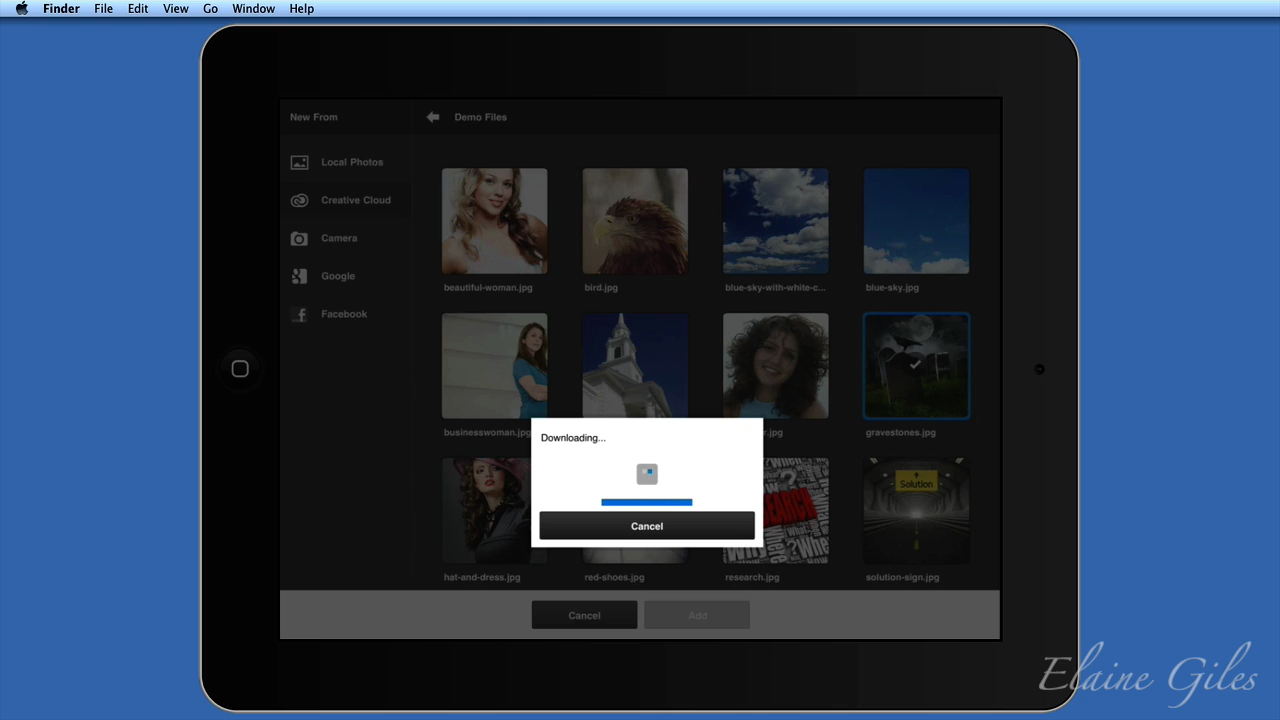 Finder File Edit View Go Window Help
New From
Demo Files
Local Photos
Creative Cloud
Camera
Google
Facebook
beautiful-woman.jpg
bird.jpg
blue-sky-with-white-c...
blue-sky.jpg
businesswoman.jpg
r.jpg
gravestones.jpg
Downloading...
Cancel
SEARCH
Solution
hat-and-dress.jpg
red-shoes.jpg
research.jpg
solution-sign.jpg
Cancel
Add
Elaine Giles